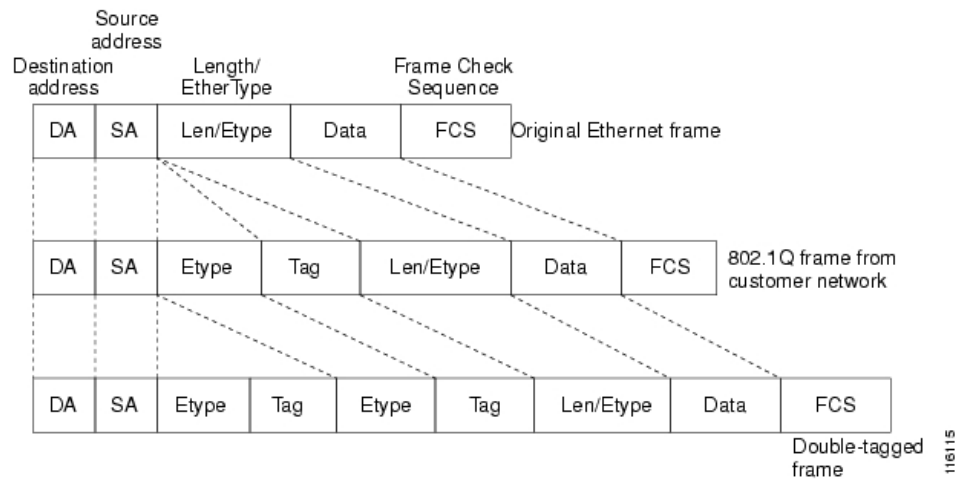 Source
address
Destination
address
Length/
EtherType
Frame Check
Sequence
DA SA Len/Etype Data FCS Original Ethernet frame
DA SA Etype Tag Len/Etype Data FCS 802.1Q frame from
customer network
DA SA Etype Tag Etype Tag Len/Etype Data FCS
Double-tagged
frame
116115